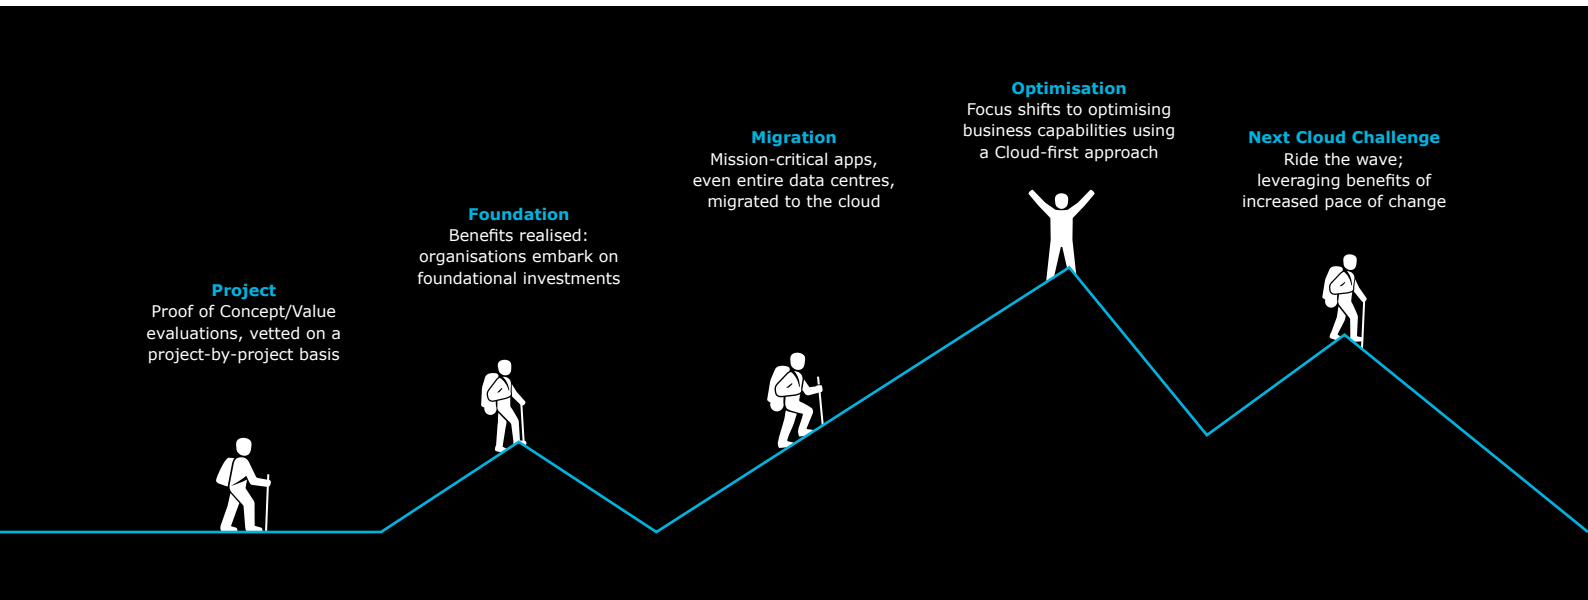 Project
Proof of Concept/Value
evaluations, vetted on a
project-by-project basis
Foundation
Benefits realised:
organisations embark on
foundational investments
Migration
Mission-critical apps,
even entire data centres,
migrated to the cloud
Optimisation
Focus shifts to optimising
business capabilities using
a Cloud-first approach
Next Cloud Challenge
Ride the wave;
leveraging benefits of
increased pace of change